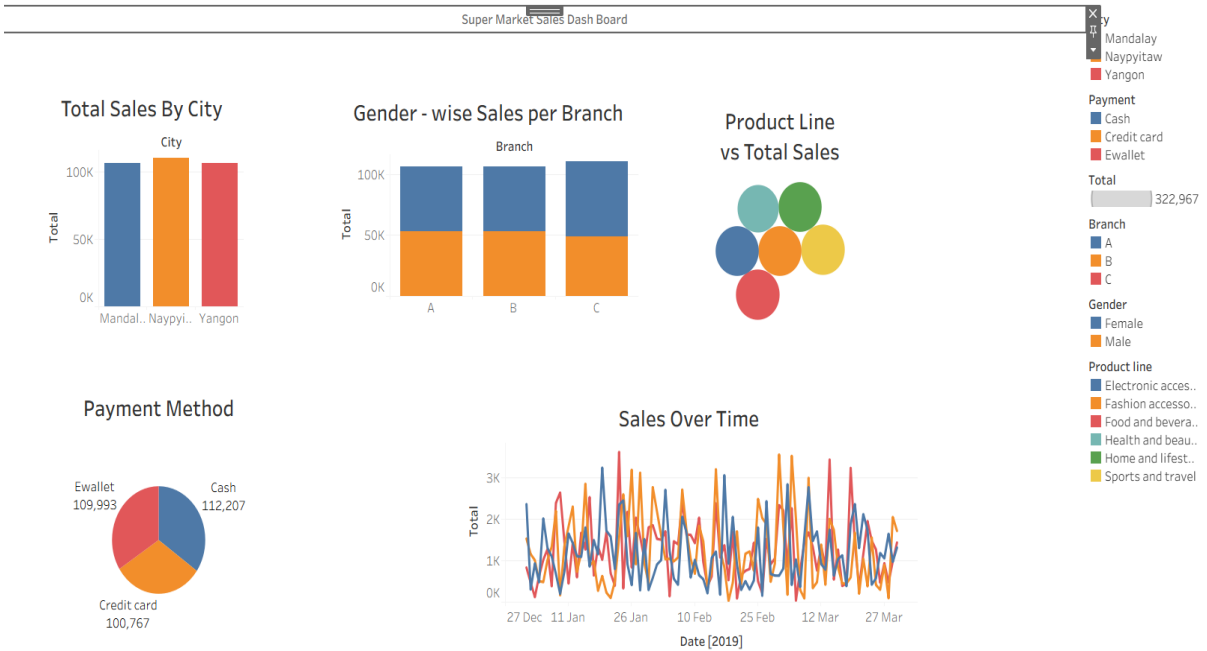 Super Market Sales Dash Board
Total Sales By City
City
100K
50K
0K
Total
Mandal.. Naypyi.. Yangon
Gender - wise Sales per Branch
Branch
100K
50K
0K
Total
A B C
Product Line
vs Total Sales
Payment Method
Ewallet
109,993
Cash
112,207
Credit card
100,767
Sales Over Time
3K
2K
1K
0K
Total
27 Dec 11 Jan 26 Jan 10 Feb 25 Feb 12 Mar 27 Mar
Date [2019]
Mandalay
Naypyitaw
Yangon
Payment
Cash
Credit card
Ewallet
Total
322,967
Branch
A
B
C
Gender
Female
Male
Product line
Electronic acces..
Fashion accesso..
Food and bevera..
Health and beau..
Home and lifest..
Sports and travel